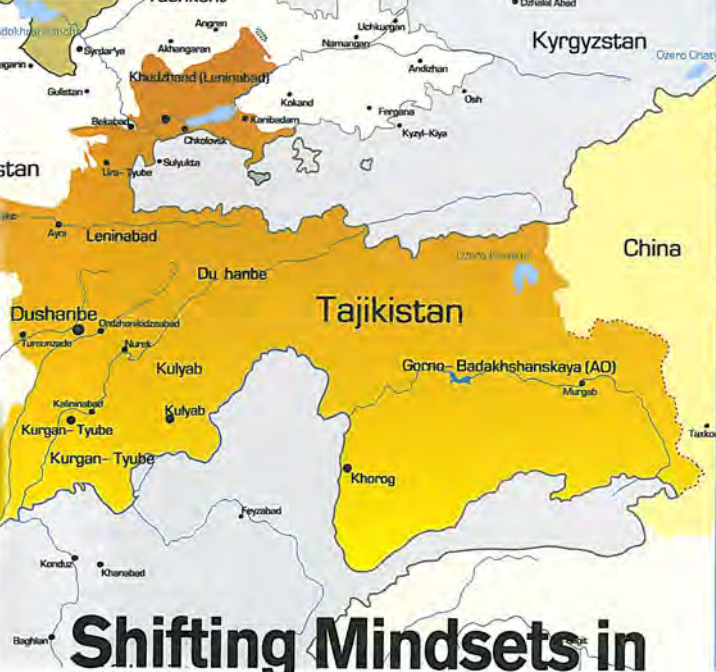 Dzhalal Abad
Uchkurgan
Angren
Namangan
Kyrgyzstan
Syrdar'ya
Akhangaran
Ozero Chaty
Andizhan
Khudzhand (Leninabad)
Gulistan
Kokand
Osh
Fergana
Bekabad
Kanibadam
Chkolovsk
Kyzyl-Kiya
stan
Ura-Tyube
Sulyukta
Ayni
Leninabad
China
Du hanbe
Tajikistan
Dushanbe
Ordzhonikidzeabad
Tursunzade
Nurek
Kulyab
Gorno-Badakhshanskaya (AO)
Murgab
Kalininabad
Kulyab
Kurgan-Tyube
Kurgan-Tyube
Khorog
Feyzabad
Konduz
Khanabad
Baghlan
Shifting Mindsets in